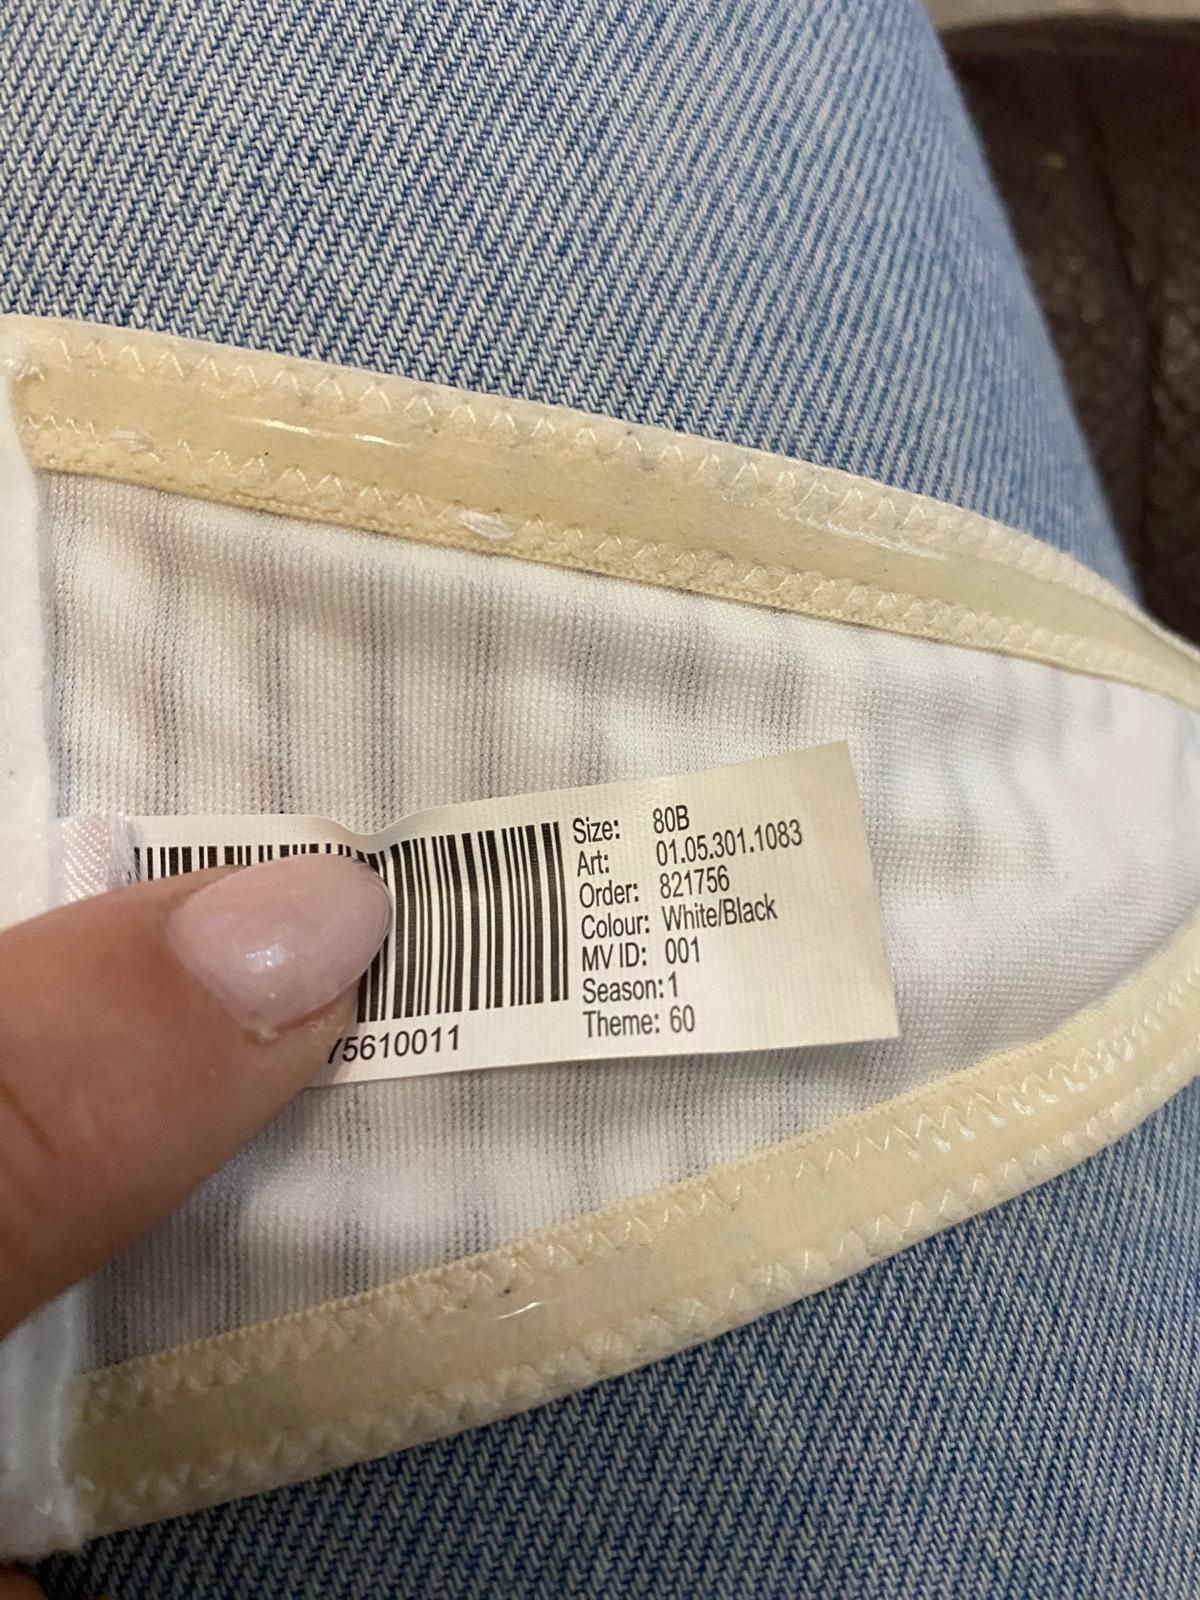 Size: 80B
Art: 01.05.301.1083
Order: 821756
Colour: White/Black
MV ID: 001
Season: 1
Theme: 60
75610011